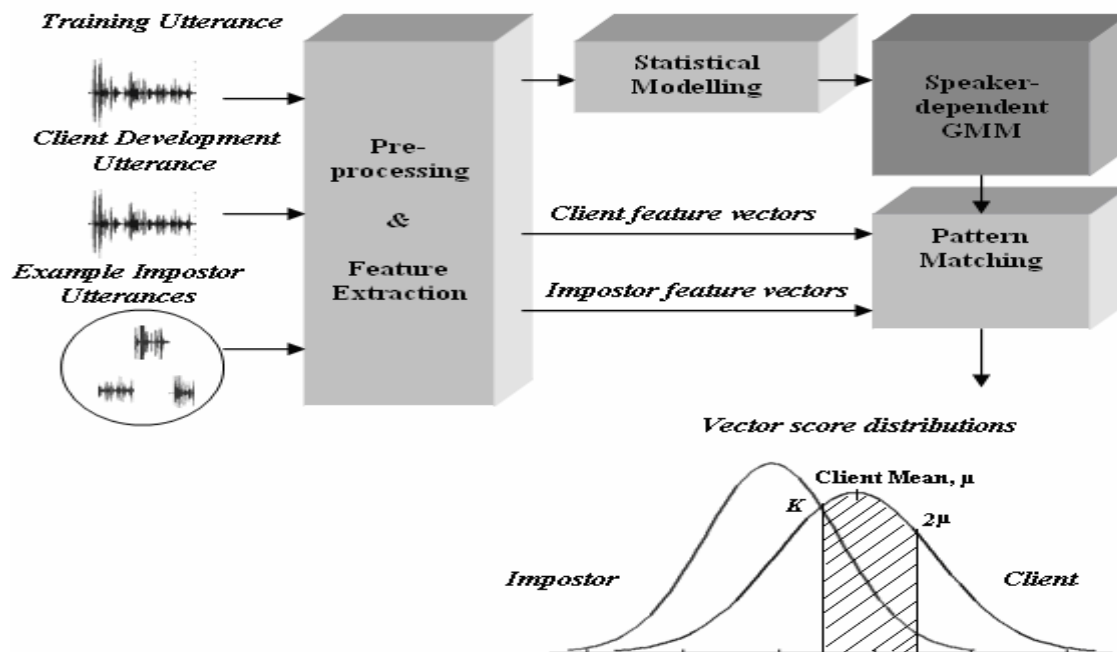 Training Utterance
Client Development
Utterance
Example Impostor
Utterances
Pre-
processing
&
Feature
Extraction
Statistical
Modelling
Speaker-
dependent
GMM
Client feature vectors
Impostor feature vectors
Pattern
Matching
Vector score distributions
Client Mean, μ
K
2μ
Impostor
Client